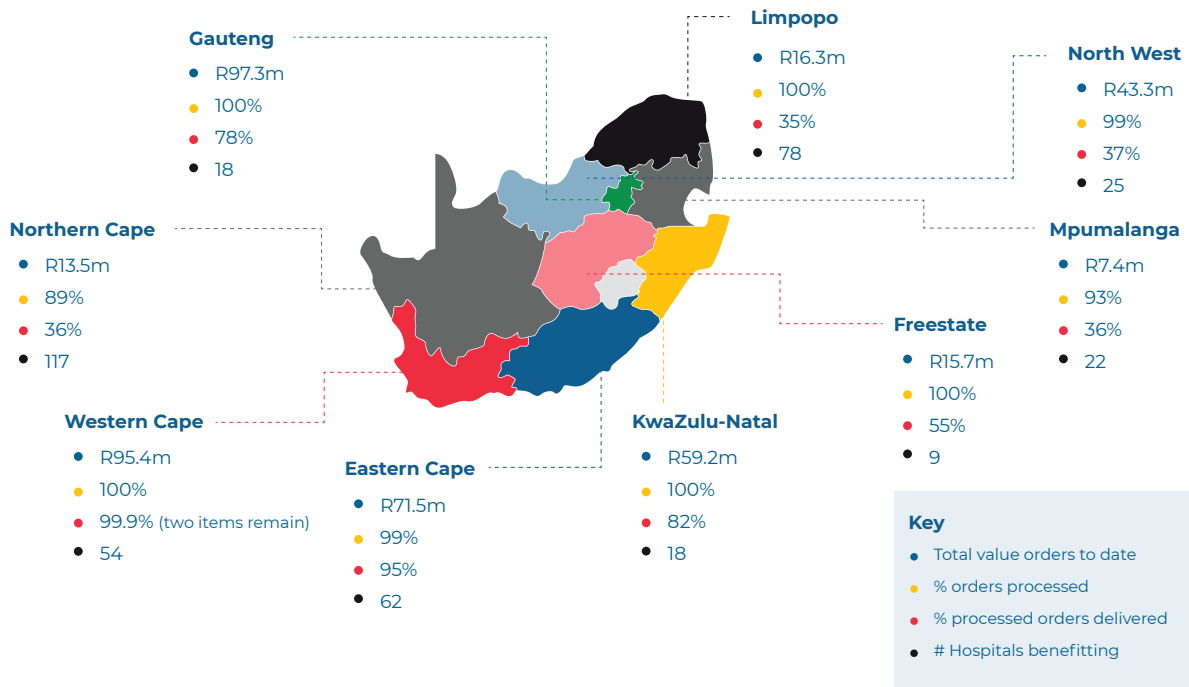 Limpopo
R16.3m
100%
35%
78
Gauteng
R97.3m
100%
78%
18
North West
R43.3m
99%
37%
25
Northern Cape
R13.5m
89%
36%
117
Mpumalanga
R7.4m
93%
36%
22
Freestate
R15.7m
100%
55%
9
Western Cape
R95.4m
100%
99.9% (two items remain)
54
Eastern Cape
R71.5m
99%
95%
62
KwaZulu-Natal
R59.2m
100%
82%
18
Key
Total value orders to date
% orders processed
% processed orders delivered
# Hospitals benefitting